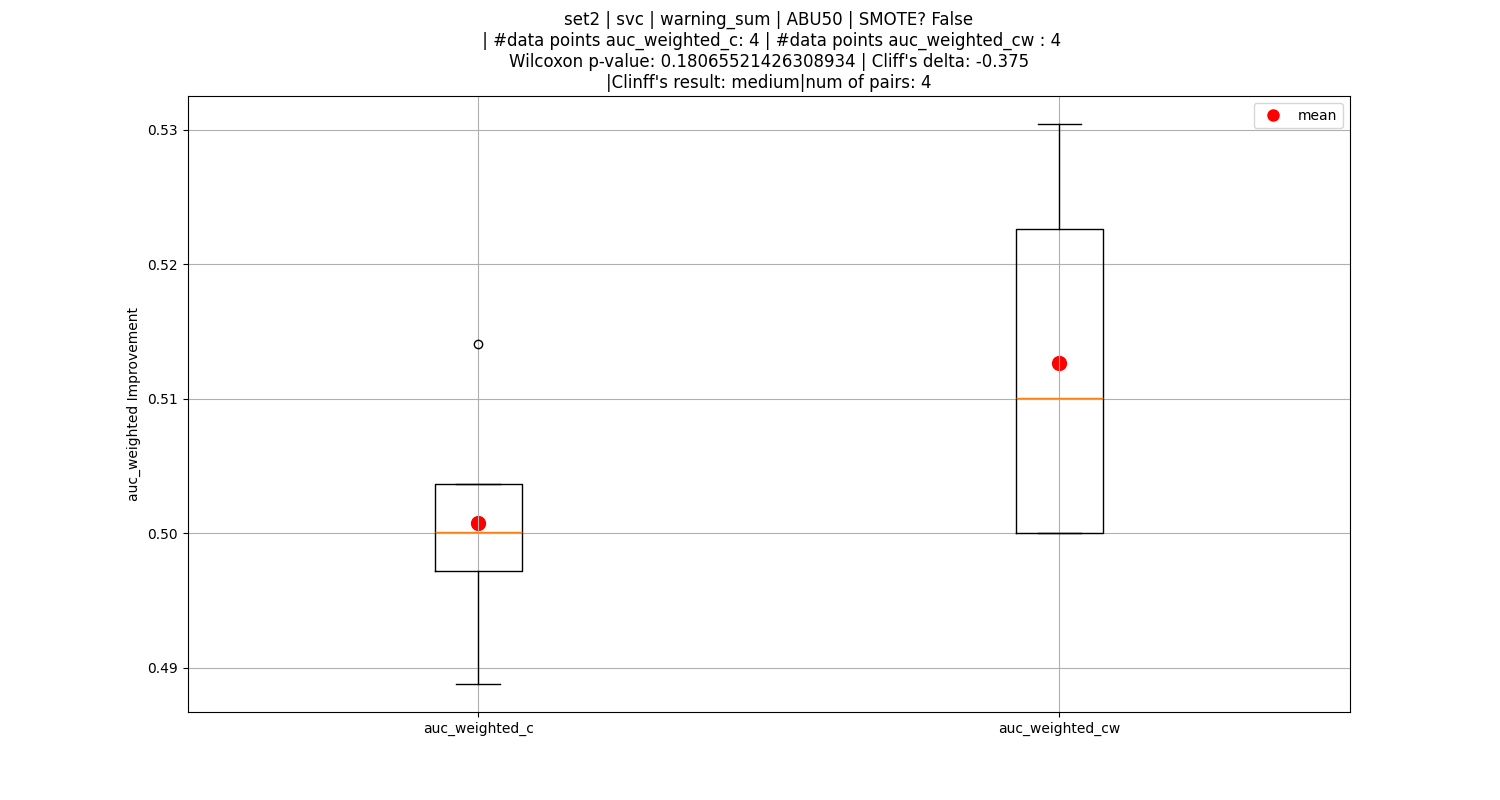 set2 | svc | warning_sum | ABU50 | SMOTE? False
| #data points auc_weighted_c: 4 | #data points auc_weighted_cw : 4
Wilcoxon p-value: 0.18065521426308934 | Cliff's delta: -0.375
|Clinff's result: medium|num of pairs: 4
mean
0.53
0.52
0.51
0.50
0.49
auc_weighted Improvement
auc_weighted_c
auc_weighted_cw